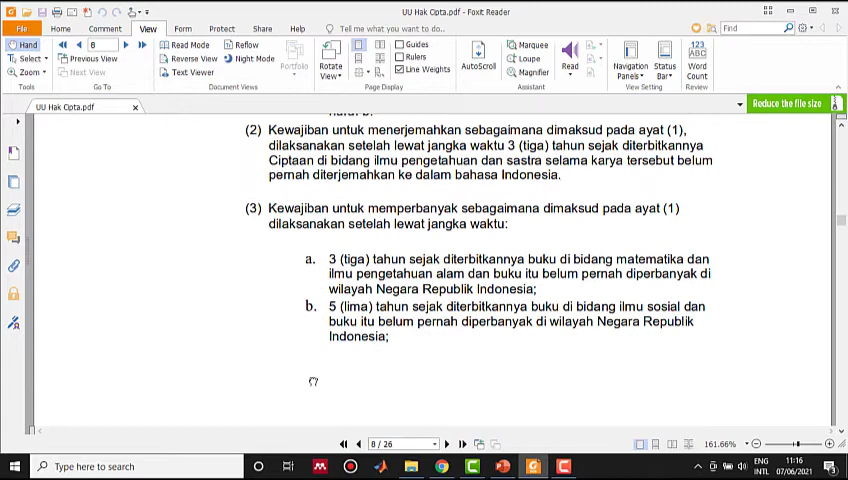 UU Hak Cipta.pdf - Foxit Reader
File Home Comment View Form Protect Share Help Tell me what you want to do.. Find
Hand 8 Read Mode Reflow Guides Marquee 123
Select Previous View Reverse View Night Mode Rulers Loupe ABC
Zoom Next View Text Viewer Portfolio Rotate View Line Weights AutoScroll Magnifier Read Navigation Panels Status Bar Word Count
Tools Go To Document Views Page Display Assistant View Setting Review
UU Hak Cipta.pdf Reduce the file size
(2) Kewajiban untuk menerjemahkan sebagaimana dimaksud pada ayat (1),
dilaksanakan setelah lewat jangka waktu 3 (tiga) tahun sejak diterbitkannya
Ciptaan di bidang ilmu pengetahuan dan sastra selama karya tersebut belum
pernah diterjemahkan ke dalam bahasa Indonesia.
(3) Kewajiban untuk memperbanyak sebagaimana dimaksud pada ayat (1)
dilaksanakan setelah lewat jangka waktu:
a. 3 (tiga) tahun sejak diterbitkannya buku di bidang matematika dan
ilmu pengetahuan alam dan buku itu belum pernah diperbanyak di
wilayah Negara Republik Indonesia;
b. 5 (lima) tahun sejak diterbitkannya buku di bidang ilmu sosial dan
buku itu belum pernah diperbanyak di wilayah Negara Republik
Indonesia;
8 / 26 161.66%
Type here to search ENG 11:16
INTL 07/06/2021